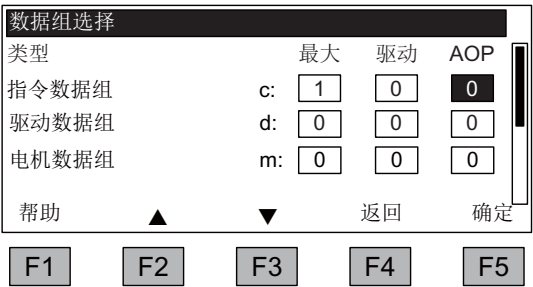 数据组选择
类型 最大 驱动 AOP
指令数据组 c: 1 0 0
驱动数据组 d: 0 0 0
电机数据组 m: 0 0 0
帮助 ▲ ▼ 返回 确定
F1 F2 F3 F4 F5